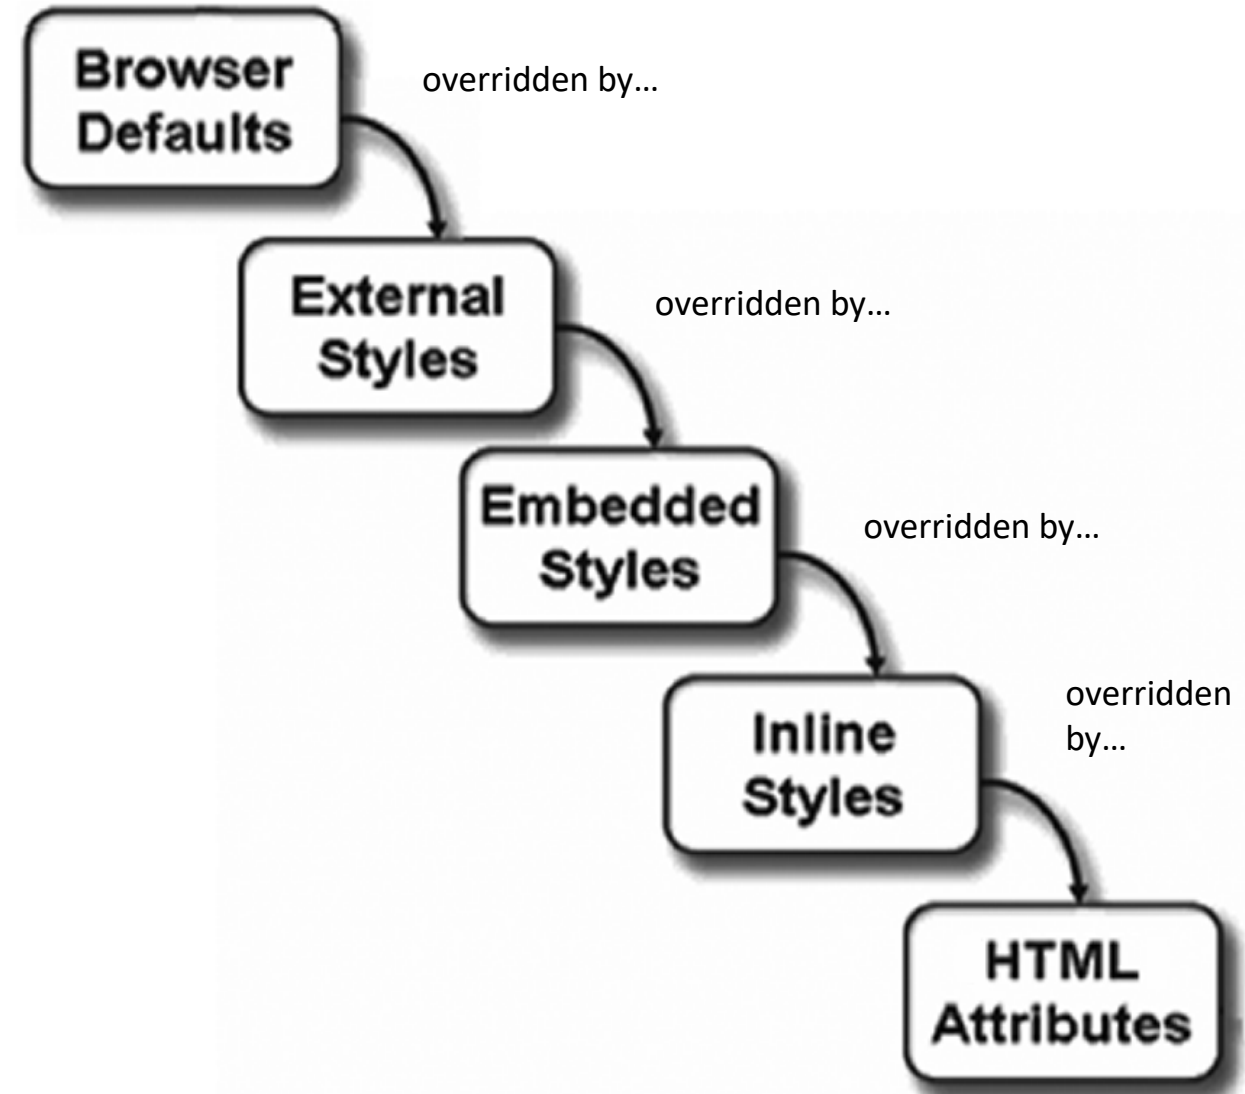 Browser
Defaults
overridden by…
External
Styles
overridden by…
Embedded
Styles
overridden by…
Inline
Styles
overridden
by…
HTML
Attributes